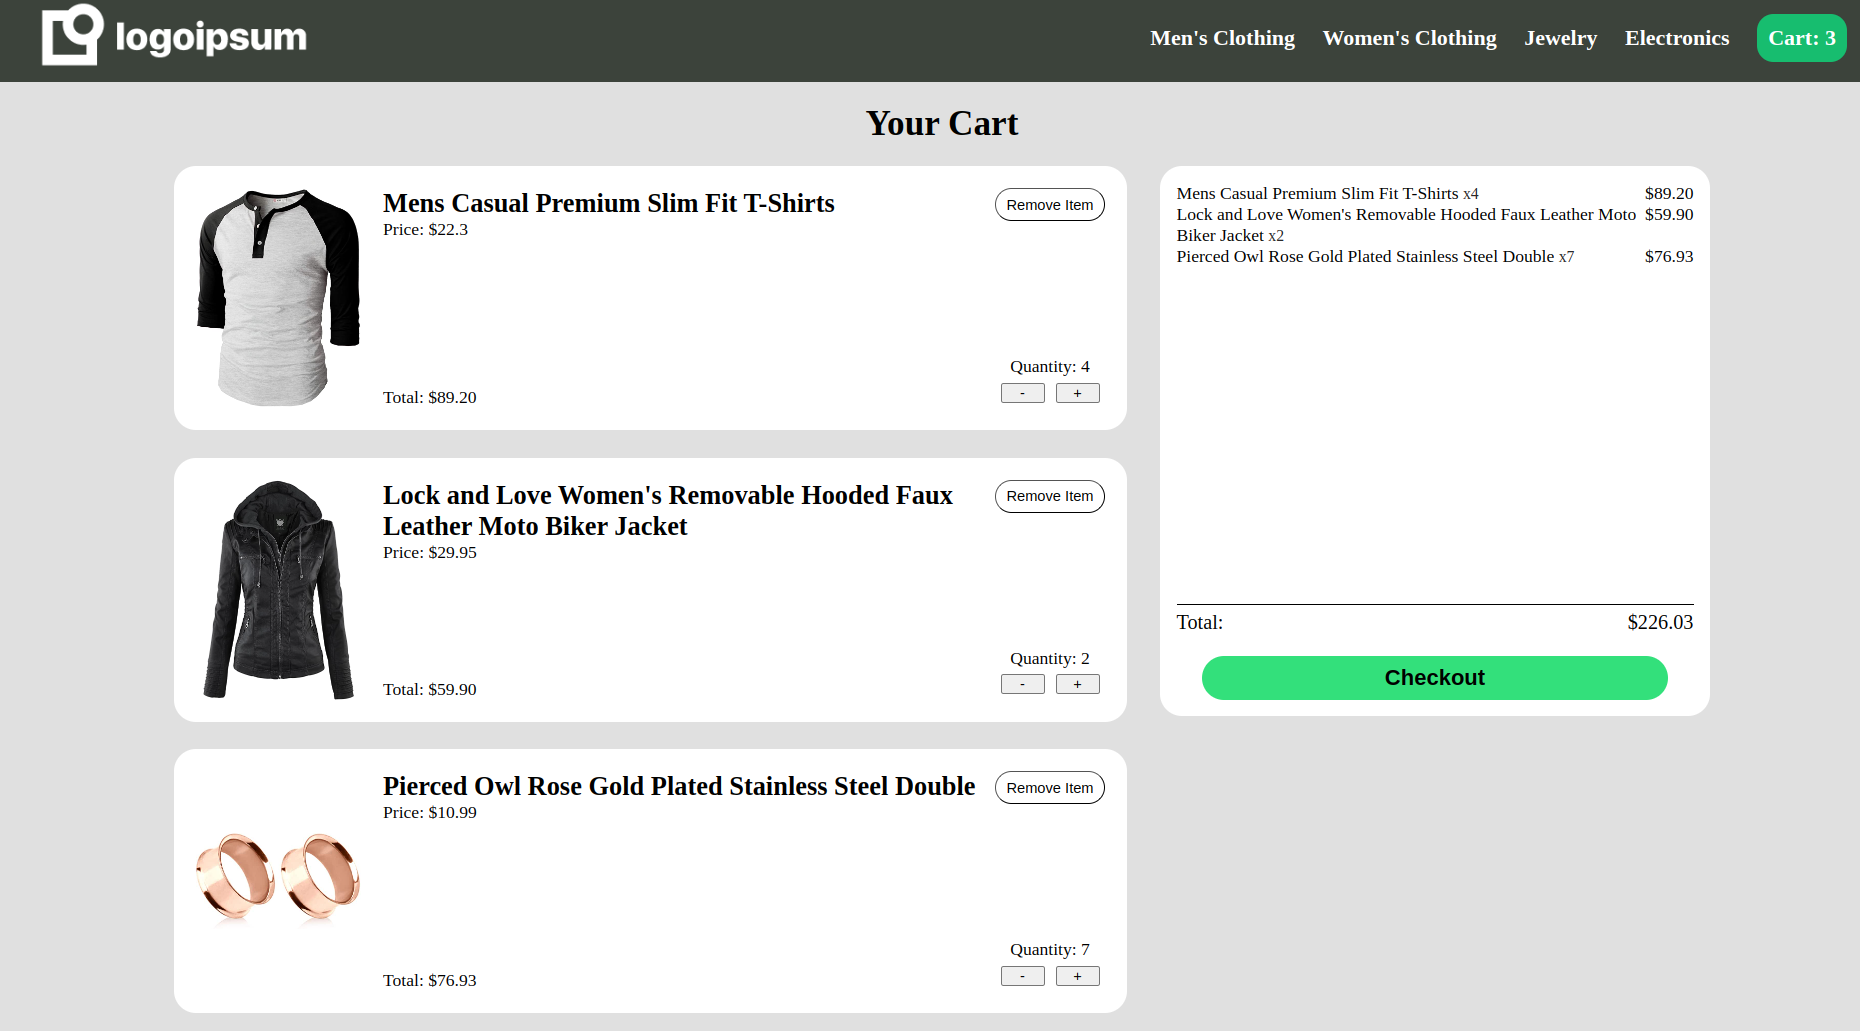 logoipsum
Men's Clothing
Women's Clothing
Jewelry
Electronics
Cart: 3
Your Cart
Mens Casual Premium Slim Fit T-Shirts
Remove Item
Price: $22.3
Quantity: 4
- +
Total: $89.20
Lock and Love Women's Removable Hooded Faux
Leather Moto Biker Jacket
Remove Item
Price: $29.95
Quantity: 2
- +
Total: $59.90
Pierced Owl Rose Gold Plated Stainless Steel Double
Remove Item
Price: $10.99
Quantity: 7
- +
Total: $76.93
Mens Casual Premium Slim Fit T-Shirts x4 $89.20
Lock and Love Women's Removable Hooded Faux Leather Moto $59.90
Biker Jacket x2
Pierced Owl Rose Gold Plated Stainless Steel Double x7 $76.93
Total: $226.03
Checkout